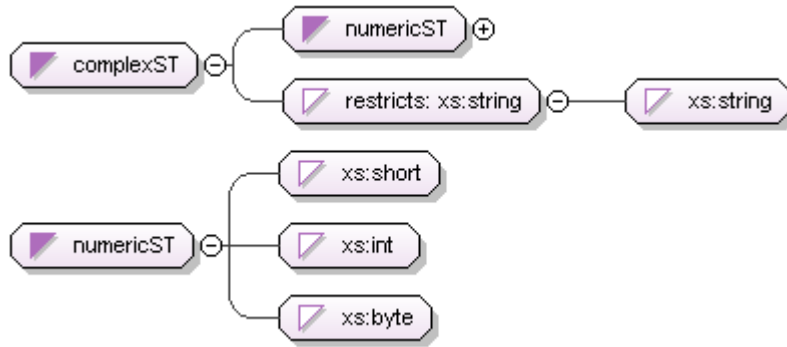 numericST
complexST
restricts: xs:string
xs:string
xs:short
numericST
xs:int
xs:byte